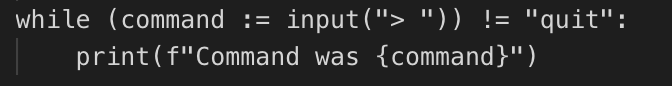 while (command := input("> ")) != "quit":
    print(f"Command was {command}")